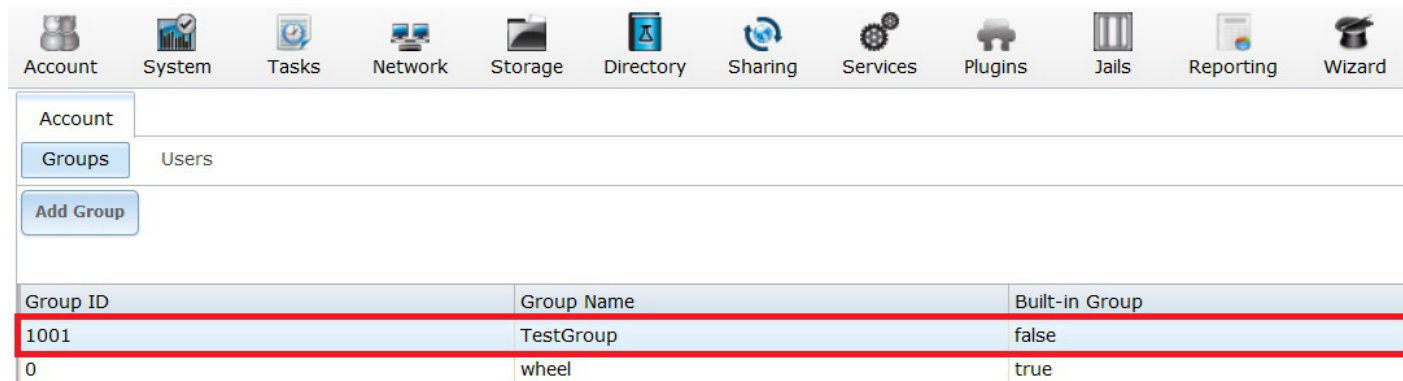 Account System Tasks Network Storage Directory Sharing Services Plugins Jails Reporting Wizard
Account
Groups Users
Add Group
Group ID Group Name Built-in Group
1001 TestGroup false
0 wheel true